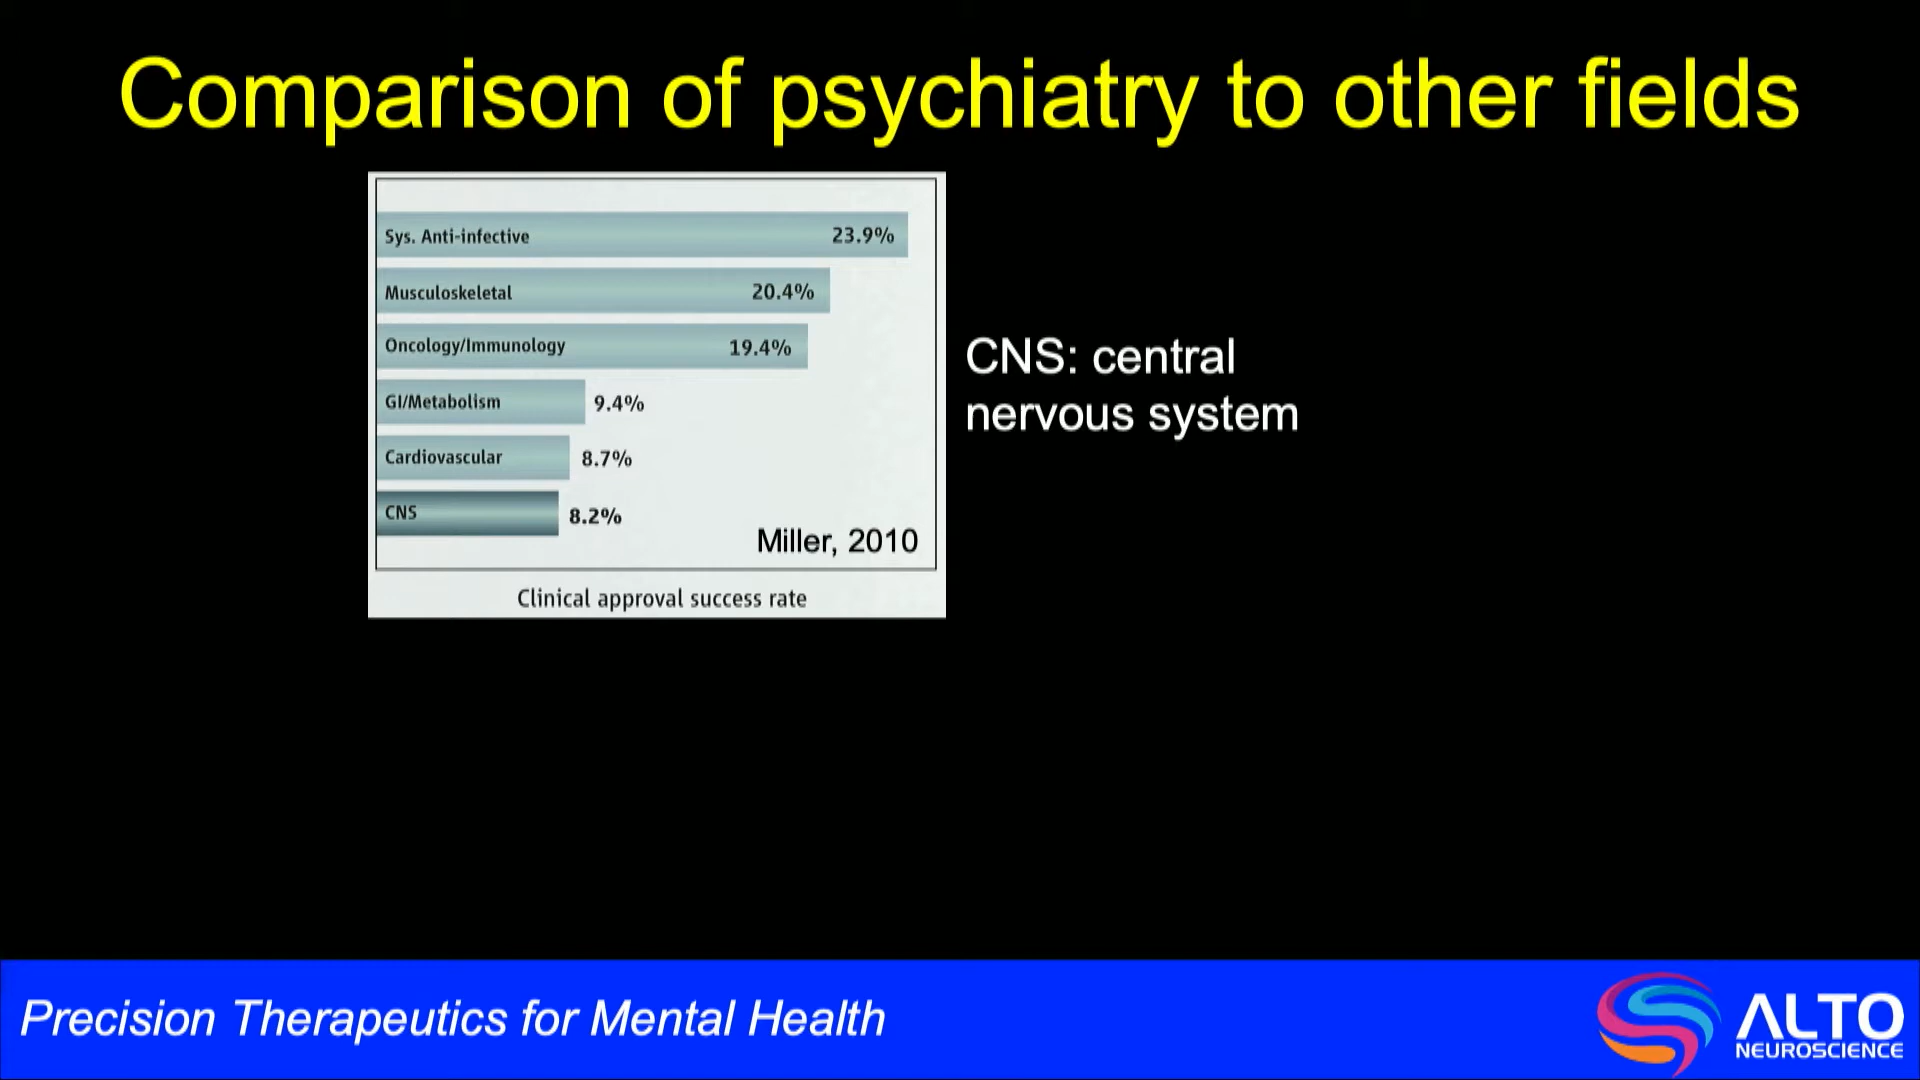 Comparison of psychiatry to other fields
Sys. Anti-infective 23.9%
Musculoskeletal 20.4%
Oncology/Immunology 19.4%
GI/Metabolism 9.4%
Cardiovascular 8.7%
CNS 8.2%
Miller, 2010
Clinical approval success rate
CNS: central
nervous system
Precision Therapeutics for Mental Health
ALTO
NEUROSCIENCE